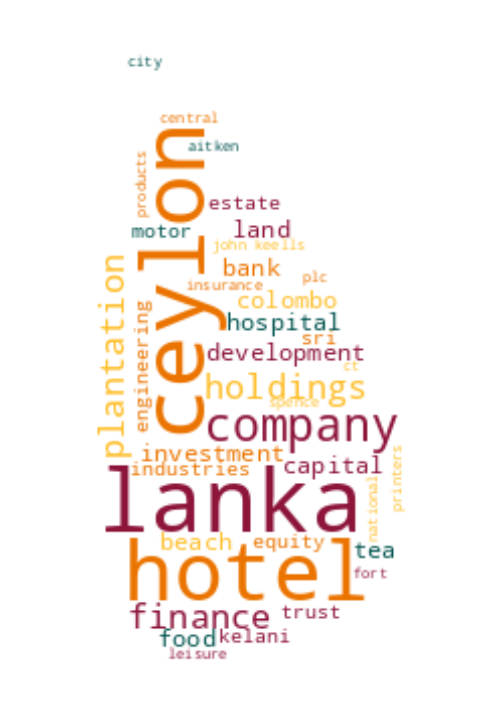 city
central
aitken
products
ceylon
estate
motor
land
john keells
bank
plc
insurance
plantation
colombo
engineering
hospital
sri
development
ct
holdings
spence
company
investment
industries
capital
printers
lanka
national
beach
equity
tea
hotel
fort
finance
trust
food
kelani
leisure